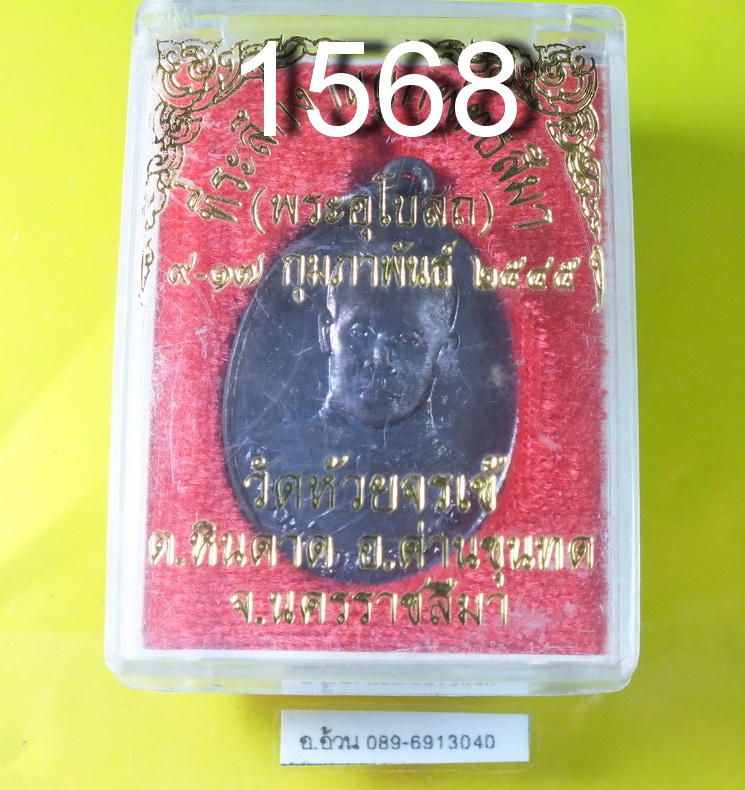 1568
(พระอุโบสถ)
๙-๑๗ กุมภาพันธ์ ๒๕๔๕
วัดห้วยจรเข้
ต.หินดาด อ.ด่านขุนทด
จ.นครราชสีมา
อ.อ้วน 089-6913040